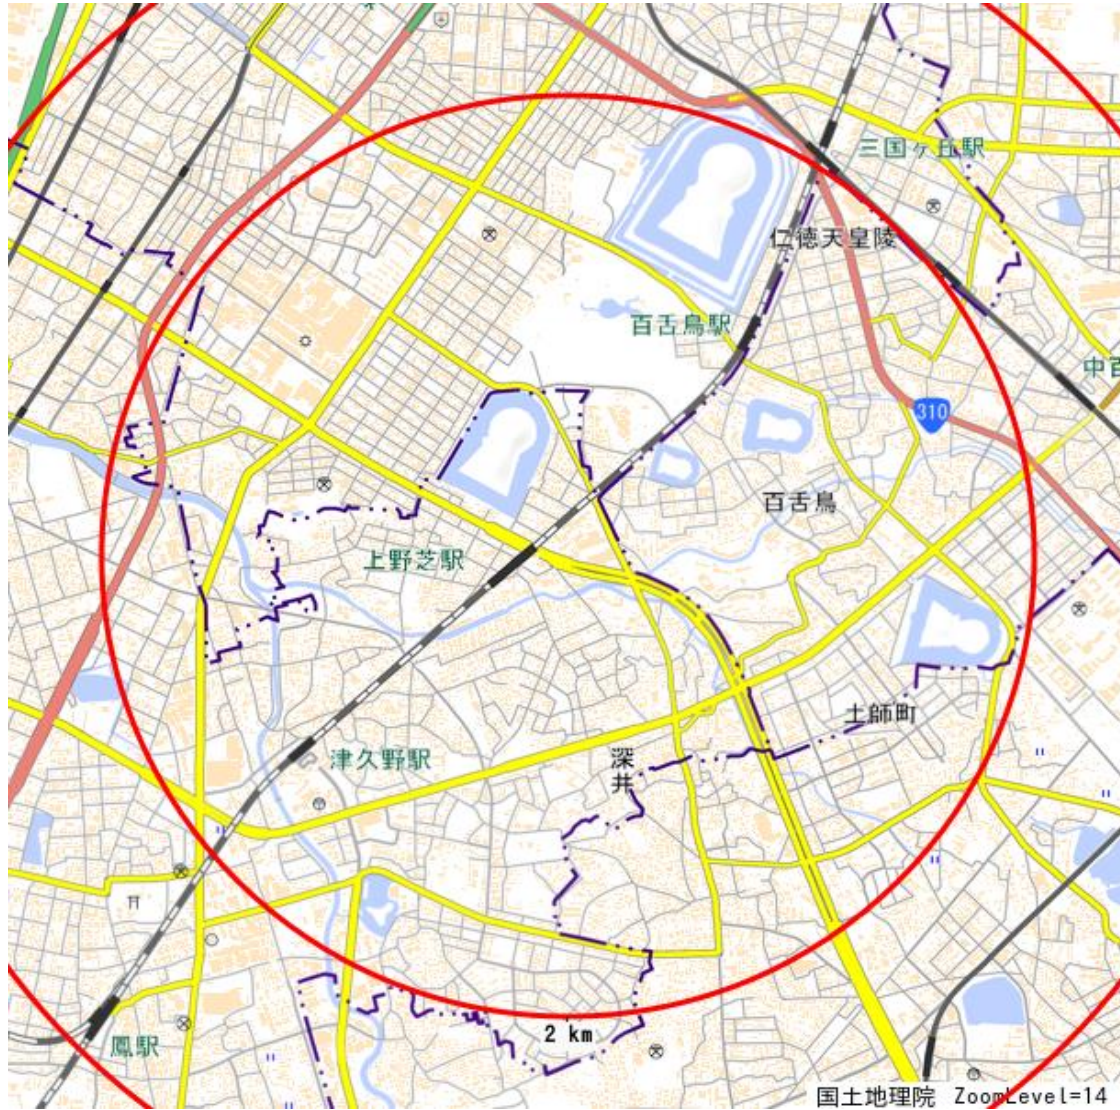 三国ヶ丘駅
仁徳天皇陵
百舌鳥駅
中百
310
百舌鳥
上野芝駅
土師町
津久野駅
深井
2 km
鳳駅
国土地理院 ZoomLevel=14